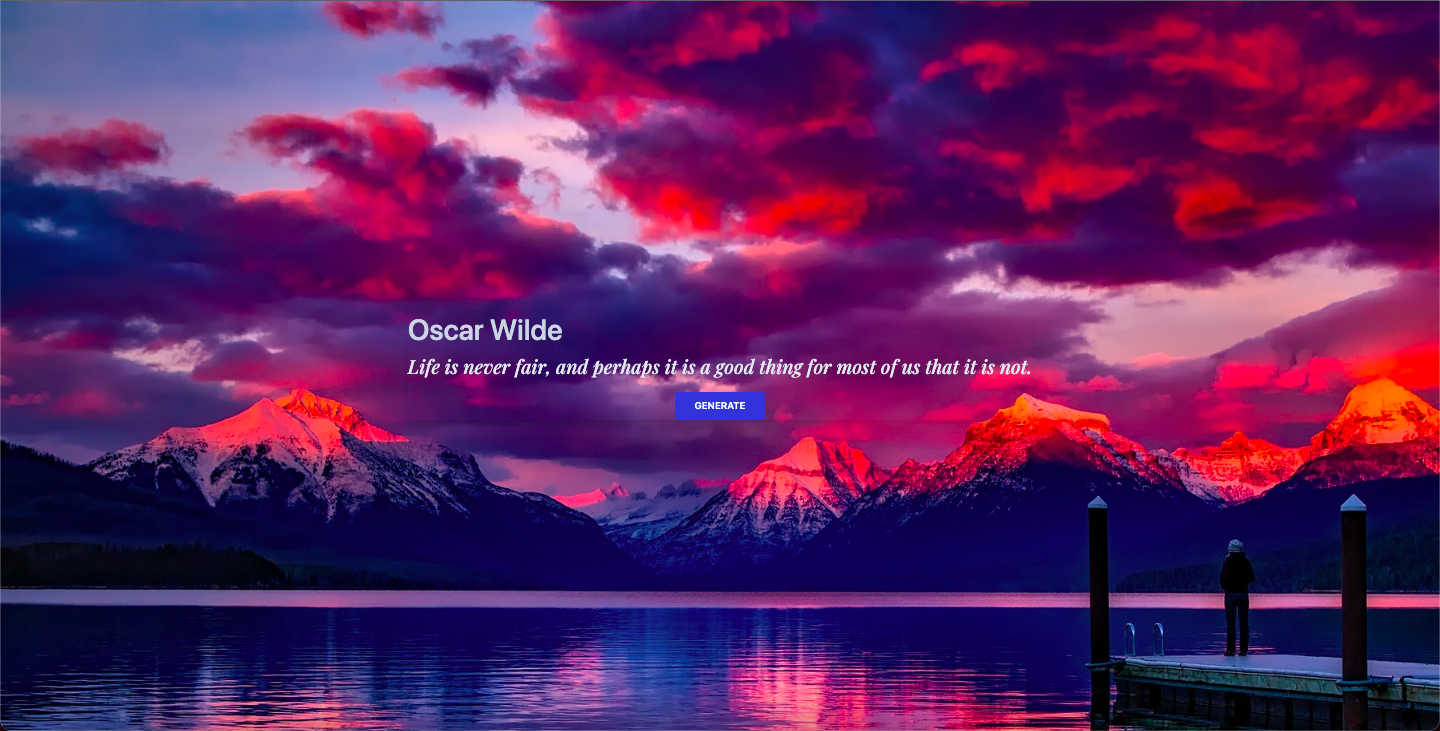 Oscar Wilde
Life is never fair, and perhaps it is a good thing for most of us that it is not.
GENERATE